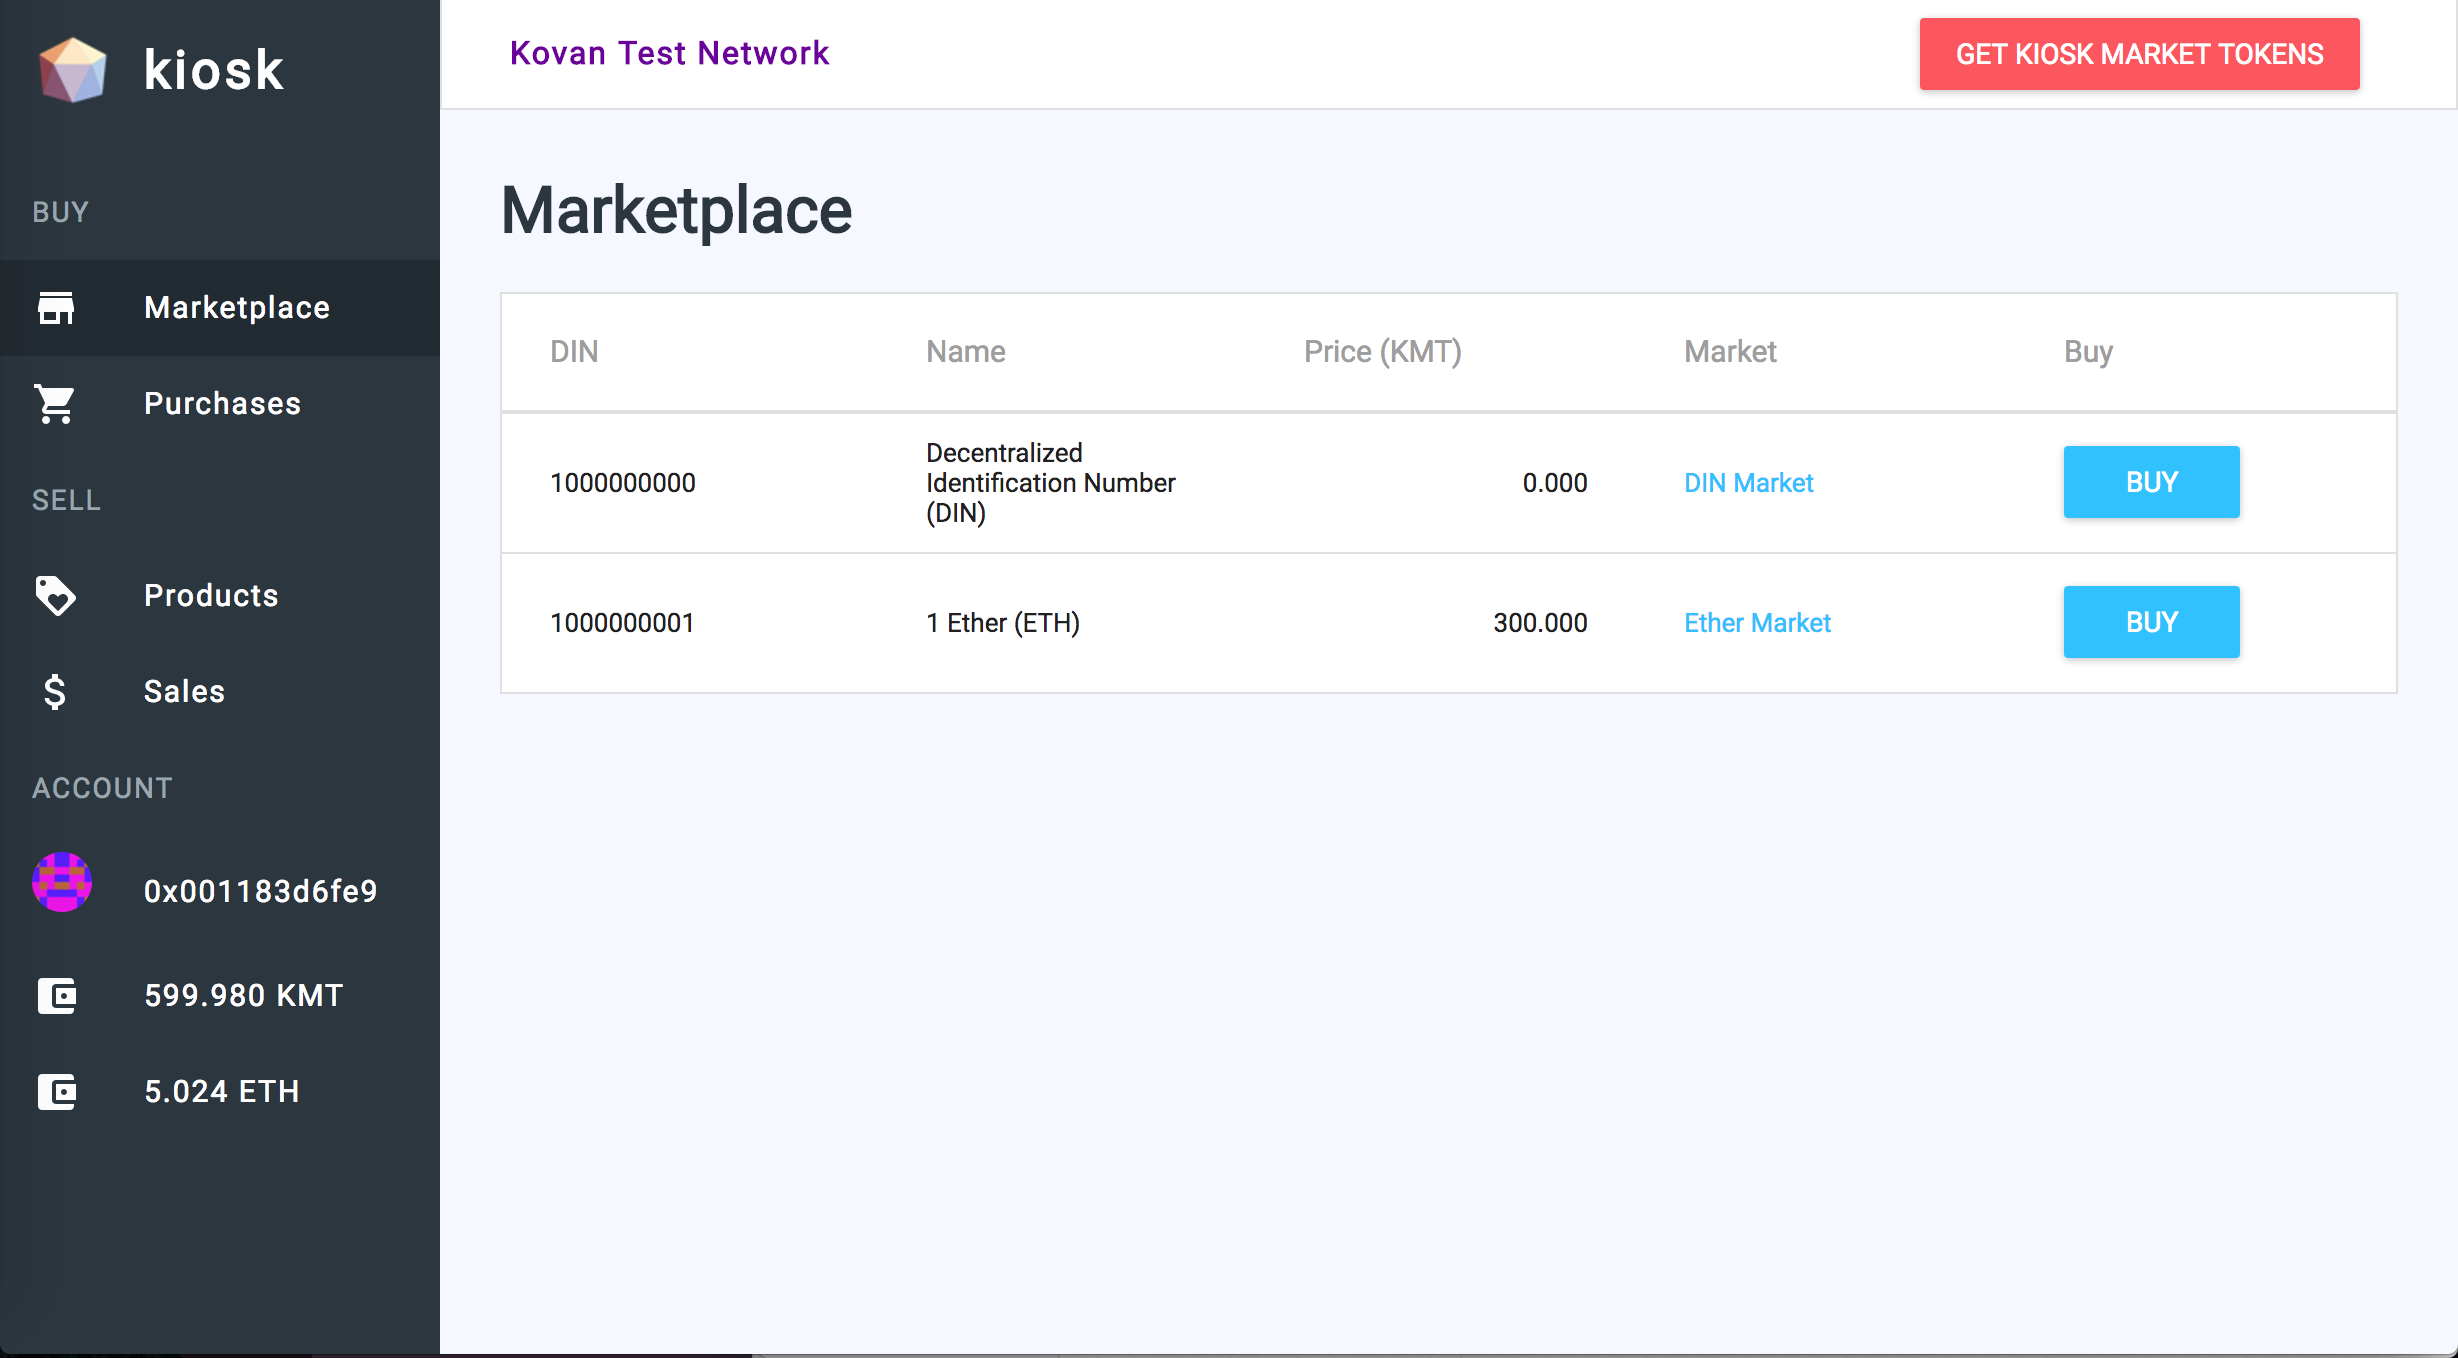 kiosk
BUY
Marketplace
Purchases
SELL
Products
Sales
ACCOUNT
0x001183d6fe9
599.980 KMT
5.024 ETH
Kovan Test Network
GET KIOSK MARKET TOKENS
Marketplace
DIN Name Price (KMT) Market Buy
1000000000 Decentralized
Identification Number
(DIN) 0.000 DIN Market BUY
1000000001 1 Ether (ETH) 300.000 Ether Market BUY